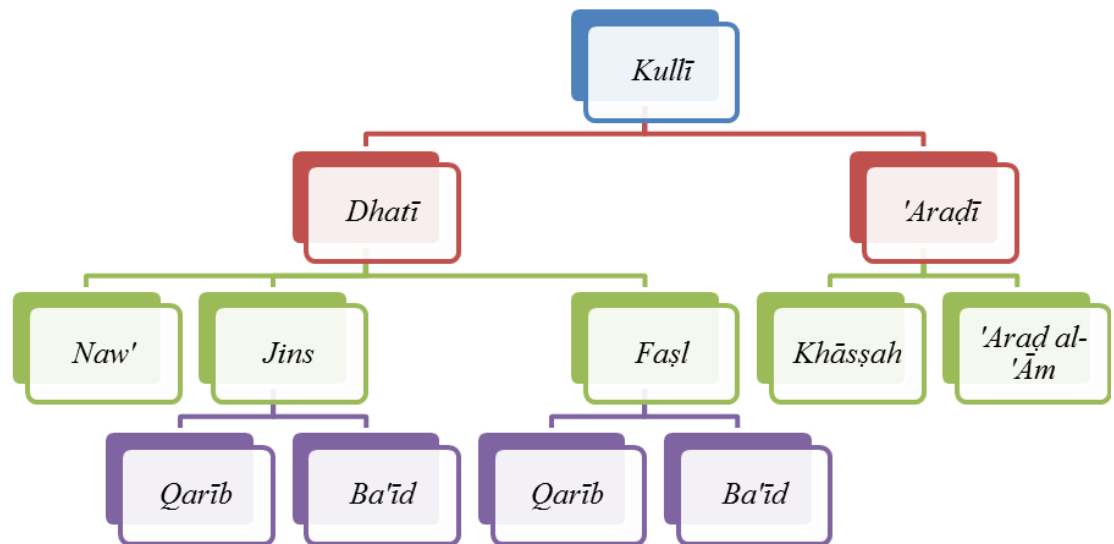 Kullī
Dhatī
'Araḍī
Naw'
Jins
Faṣl
Khāṣṣah
'Araḍ al-
'Ām
Qarīb
Ba'īd
Qarīb
Ba'īd